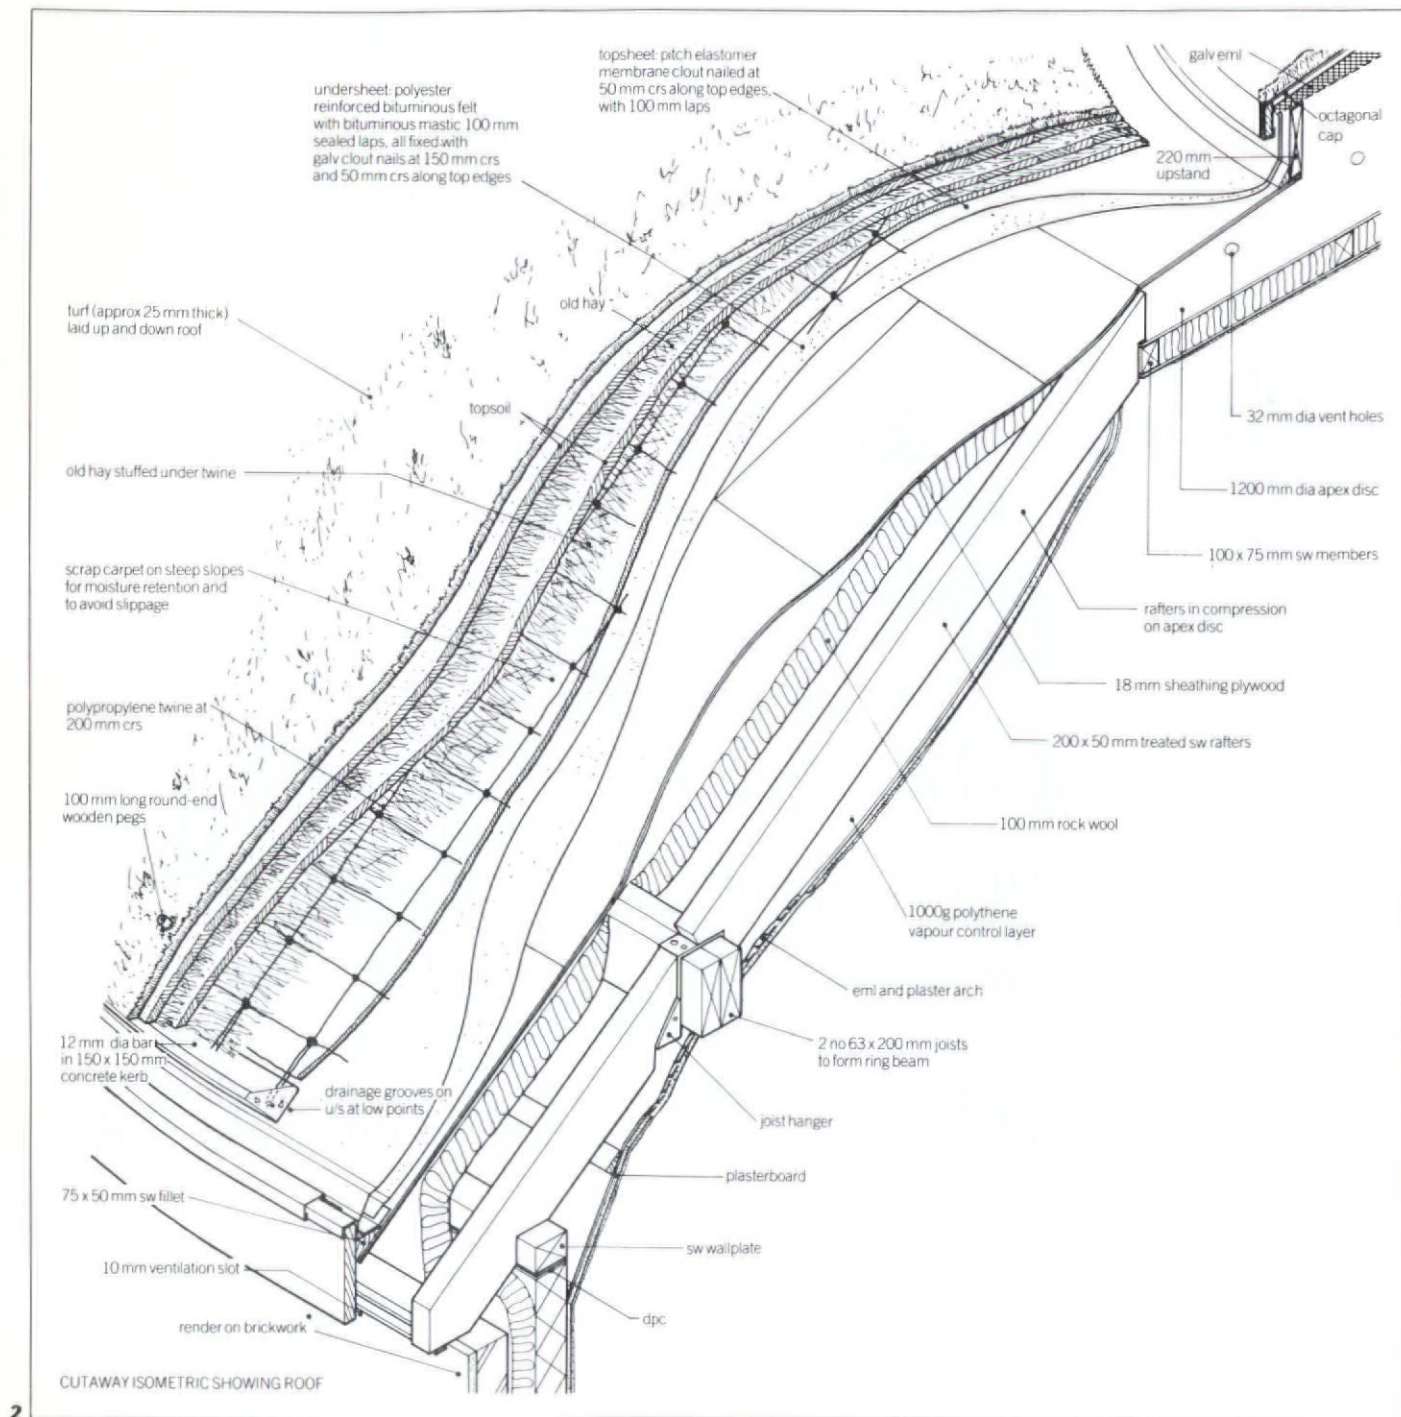 undersheet: polyester
reinforced bituminous felt
with bituminous mastic 100 mm
sealed laps, all fixed with
galv clout nails at 150 mm crs
and 50 mm crs along top edges
topsheet: pitch elastomer
membrane clout nailed at
50 mm crs along top edges,
with 100 mm laps
galv eml
octagonal
cap
220 mm
upstand
turf (approx 25 mm thick)
laid up and down roof
old hay
topsoil
old hay stuffed under twine
scrap carpet on steep slopes
for moisture retention and
to avoid slippage
polypropylene twine at
200 mm crs
100 mm long round-end
wooden pegs
12 mm dia bar
in 150 x 150 mm
concrete kerb
drainage grooves on
u/s at low points
75 x 50 mm sw fillet
10 mm ventilation slot
render on brickwork
32 mm dia vent holes
1200 mm dia apex disc
100 x 75 mm sw members
rafters in compression
on apex disc
18 mm sheathing plywood
200 x 50 mm treated sw rafters
100 mm rock wool
1000g polythene
vapour control layer
eml and plaster arch
2 no 63 x 200 mm joists
to form ring beam
joist hanger
plasterboard
sw wallplate
dpc
CUTAWAY ISOMETRIC SHOWING ROOF
2